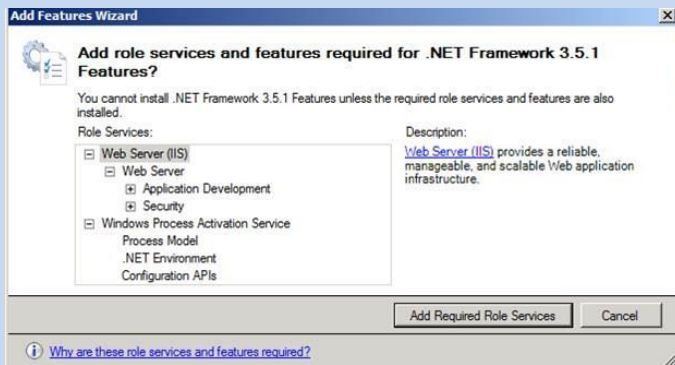 Add Features Wizard
Add role services and features required for .NET Framework 3.5.1
Features?
You cannot install .NET Framework 3.5.1 Features unless the required role services and features are also
installed.
Role Services:
Web Server (IIS)
Web Server
Application Development
Security
Windows Process Activation Service
Process Model
.NET Environment
Configuration APIs
Description:
Web Server (IIS) provides a reliable,
manageable, and scalable Web application
infrastructure.
Add Required Role Services
Cancel
Why are these role services and features required?